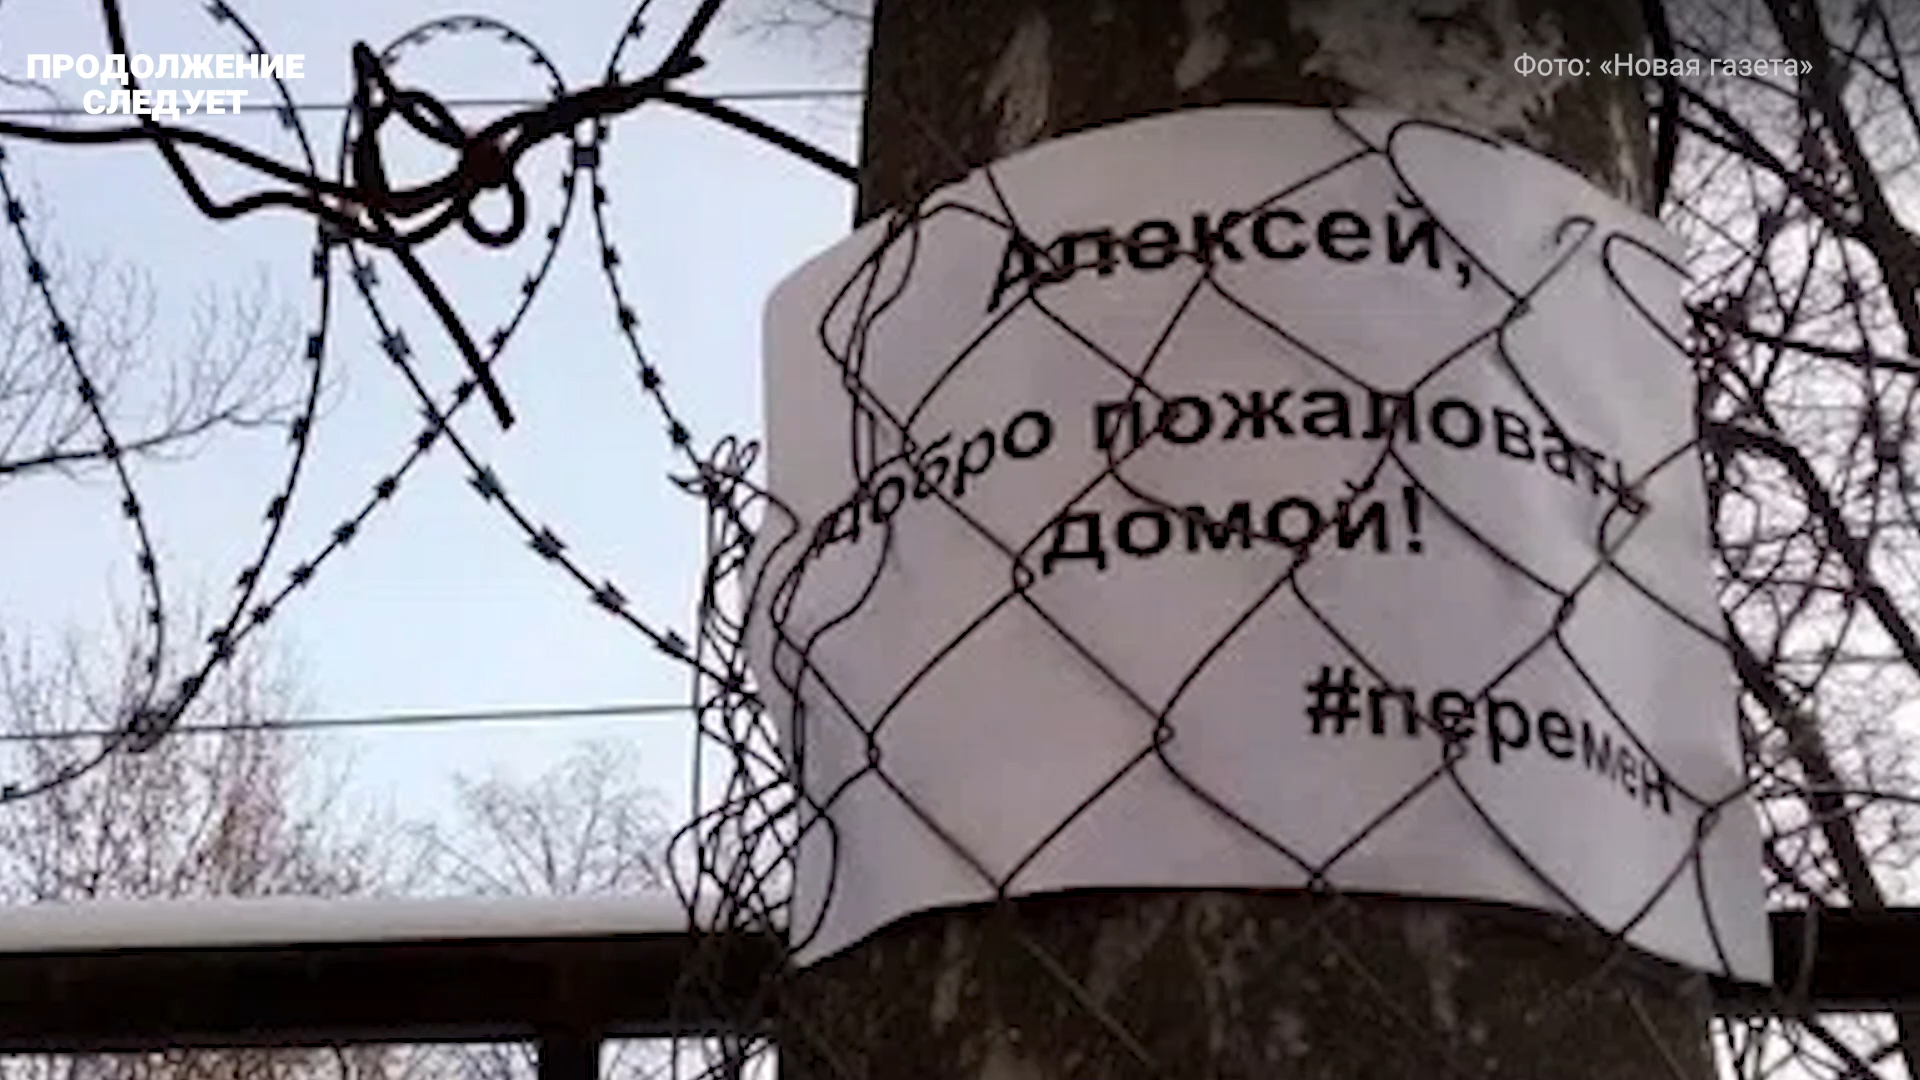 ПРОДОЛЖЕНИЕ
СЛЕДУЕТ
Фото: «Новая газета»
Алексей,
добро пожаловать
домой!
#перемен